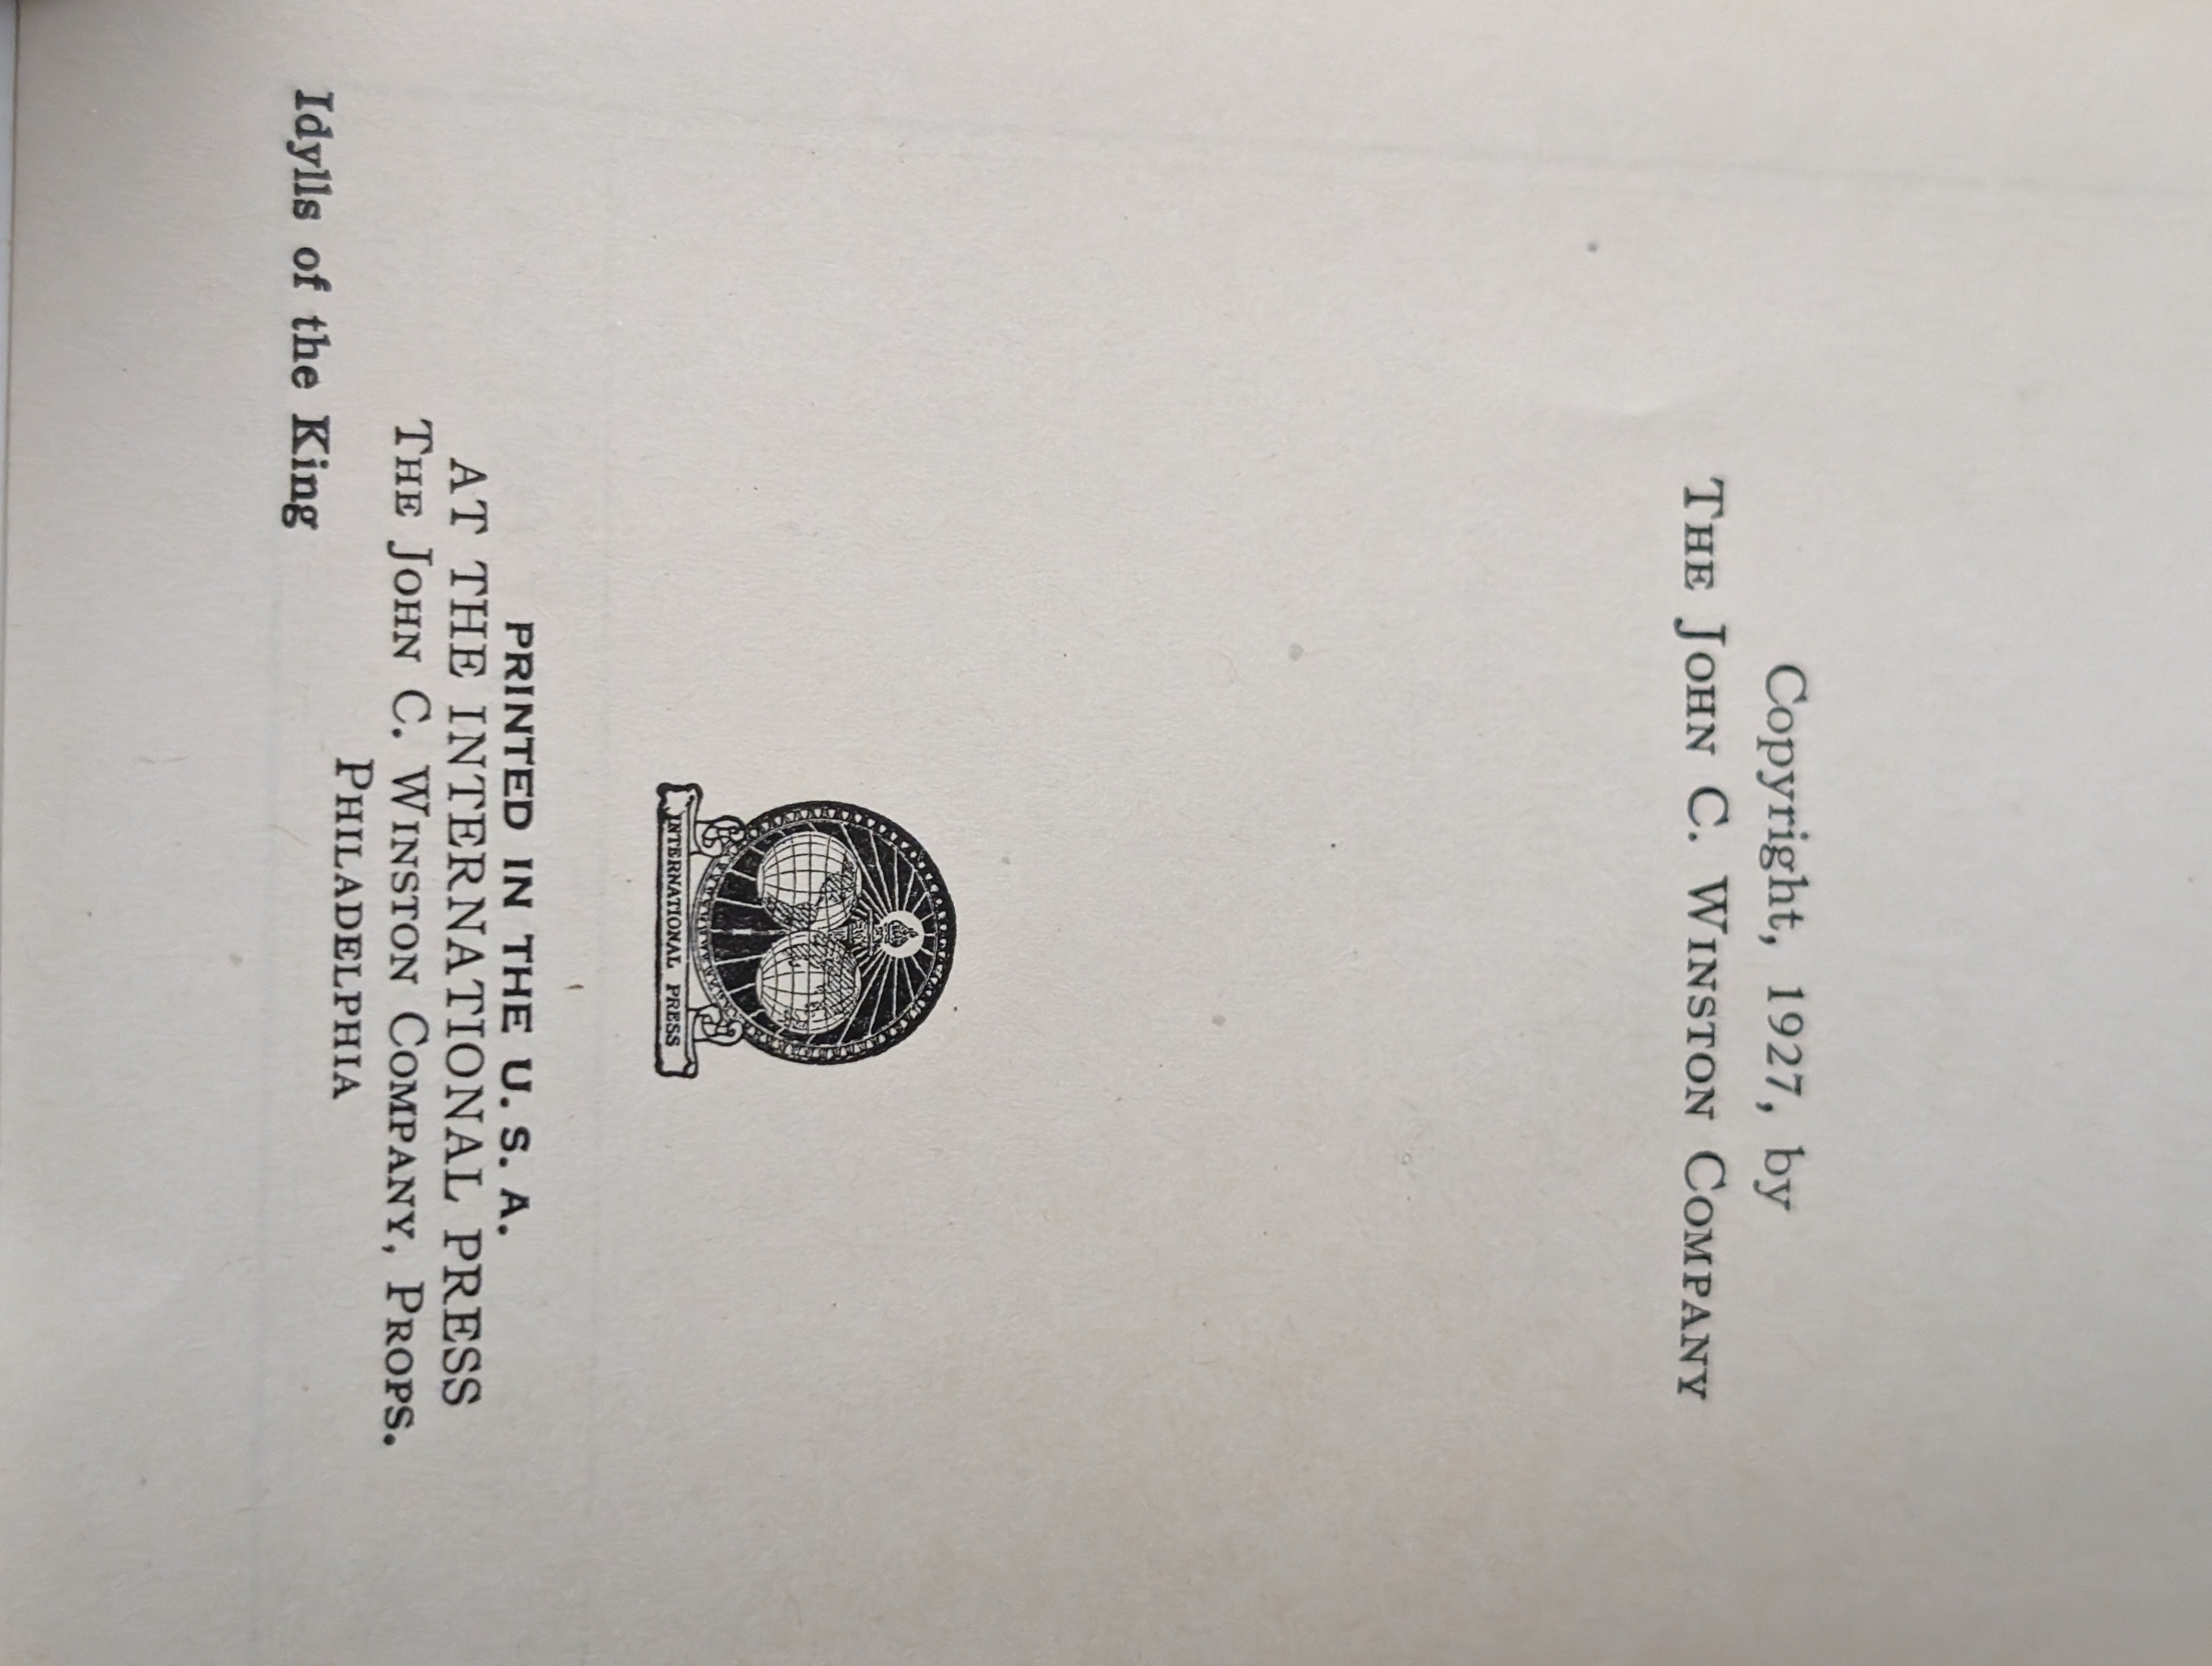 Copyright, 1927, by
THE JOHN C. WINSTON COMPANY
INTERNATIONAL PRESS
PRINTED IN THE U. S. A.
AT THE INTERNATIONAL PRESS
THE JOHN C. WINSTON COMPANY, PROPS.
PHILADELPHIA
Idylls of the King